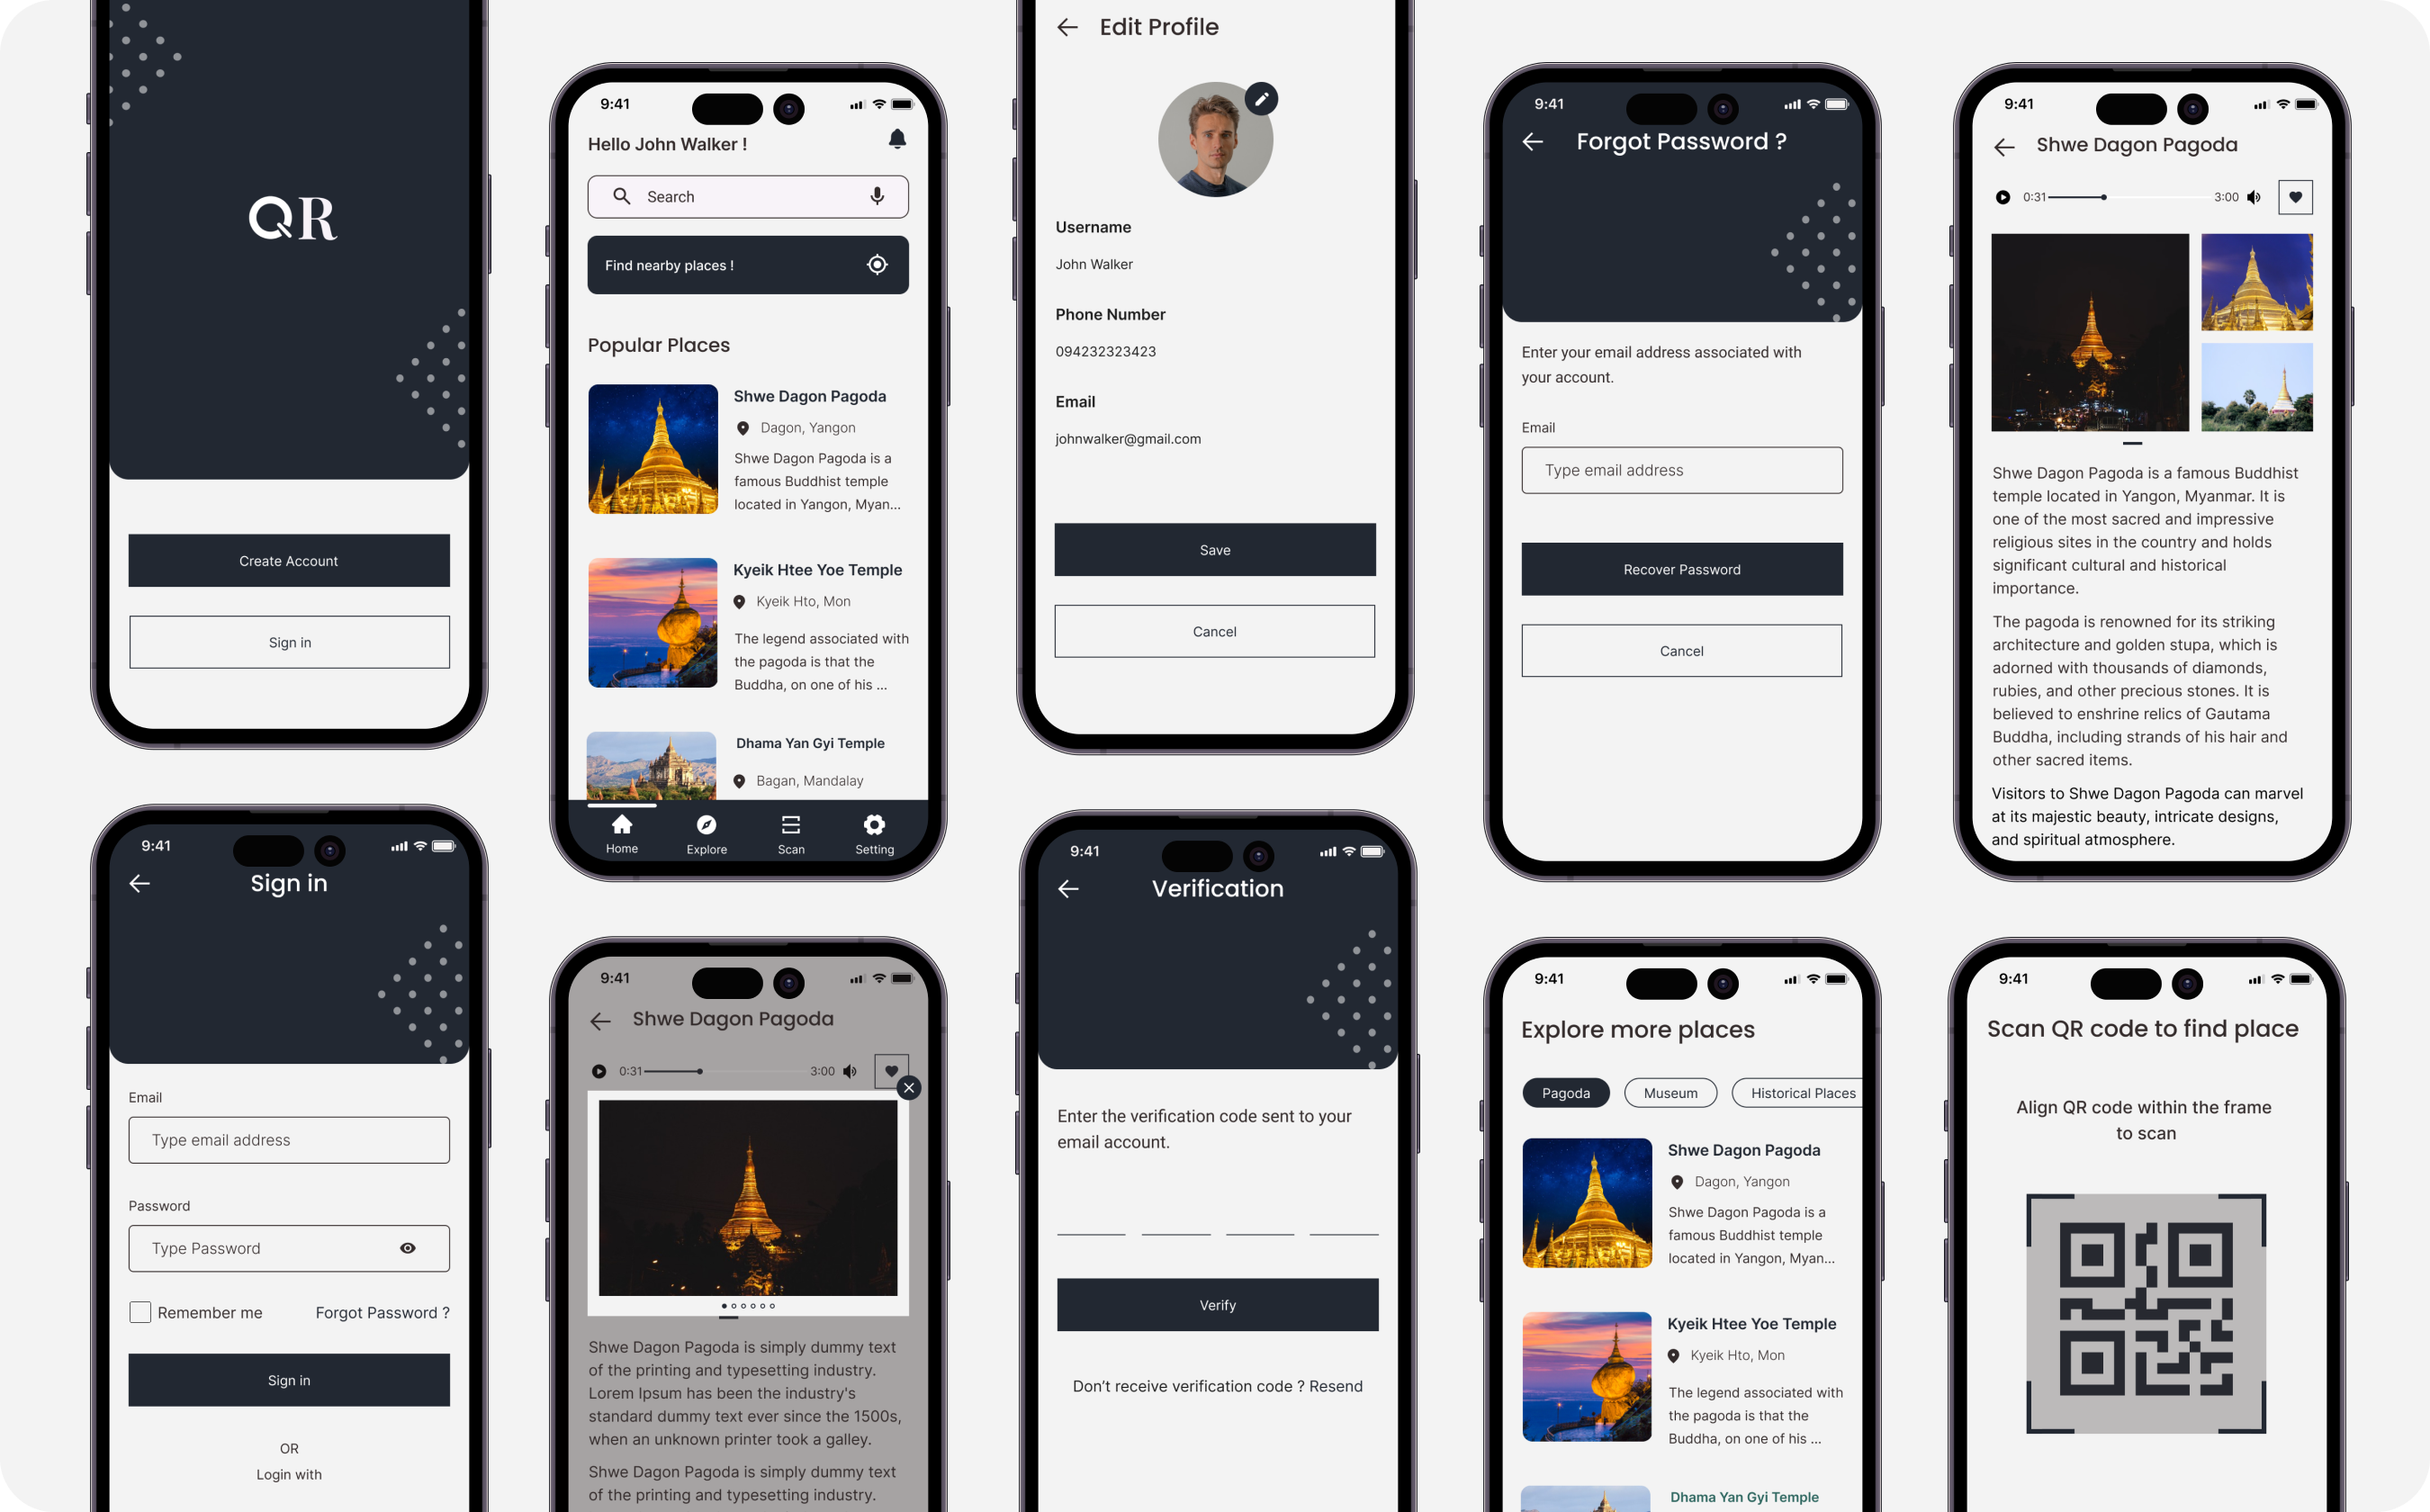 QR
Create Account
Sign in
9:41
Sign in
Email
Type email address
Password
Type Password
Remember me
Forgot Password ?
Sign in
OR
Login with
9:41
Hello John Walker !
Search
Find nearby places !
Popular Places
Shwe Dagon Pagoda
Dagon, Yangon
Shwe Dagon Pagoda is a
famous Buddhist temple
located in Yangon, Myan...
Kyeik Htee Yoe Temple
Kyeik Hto, Mon
The legend associated with
the pagoda is that the
Buddha, on one of his ...
Dhama Yan Gyi Temple
Bagan, Mandalay
Home Explore Scan Setting
9:41
Shwe Dagon Pagoda
0:31 3:00
Shwe Dagon Pagoda is simply dummy text
of the printing and typesetting industry.
Lorem Ipsum has been the industry's
standard dummy text ever since the 1500s,
when an unknown printer took a galley.
Shwe Dagon Pagoda is simply dummy text
of the printing and typesetting industry.
Edit Profile
Username
John Walker
Phone Number
094232323423
Email
johnwalker@gmail.com
Save
Cancel
9:41
Verification
Enter the verification code sent to your
email account.
Verify
Don't receive verification code ? Resend
9:41
Forgot Password ?
Enter your email address associated with
your account.
Email
Type email address
Recover Password
Cancel
9:41
Explore more places
Pagoda Museum Historical Places
Shwe Dagon Pagoda
Dagon, Yangon
Shwe Dagon Pagoda is a
famous Buddhist temple
located in Yangon, Myan...
Kyeik Htee Yoe Temple
Kyeik Hto, Mon
The legend associated with
the pagoda is that the
Buddha, on one of his ...
Dhama Yan Gyi Temple
9:41
Shwe Dagon Pagoda
0:31 3:00
Shwe Dagon Pagoda is a famous Buddhist
temple located in Yangon, Myanmar. It is
one of the most sacred and impressive
religious sites in the country and holds
significant cultural and historical
importance.
The pagoda is renowned for its striking
architecture and golden stupa, which is
adorned with thousands of diamonds,
rubies, and other precious stones. It is
believed to enshrine relics of Gautama
Buddha, including strands of his hair and
other sacred items.
Visitors to Shwe Dagon Pagoda can marvel
at its majestic beauty, intricate designs,
and spiritual atmosphere.
9:41
Scan QR code to find place
Align QR code within the frame
to scan